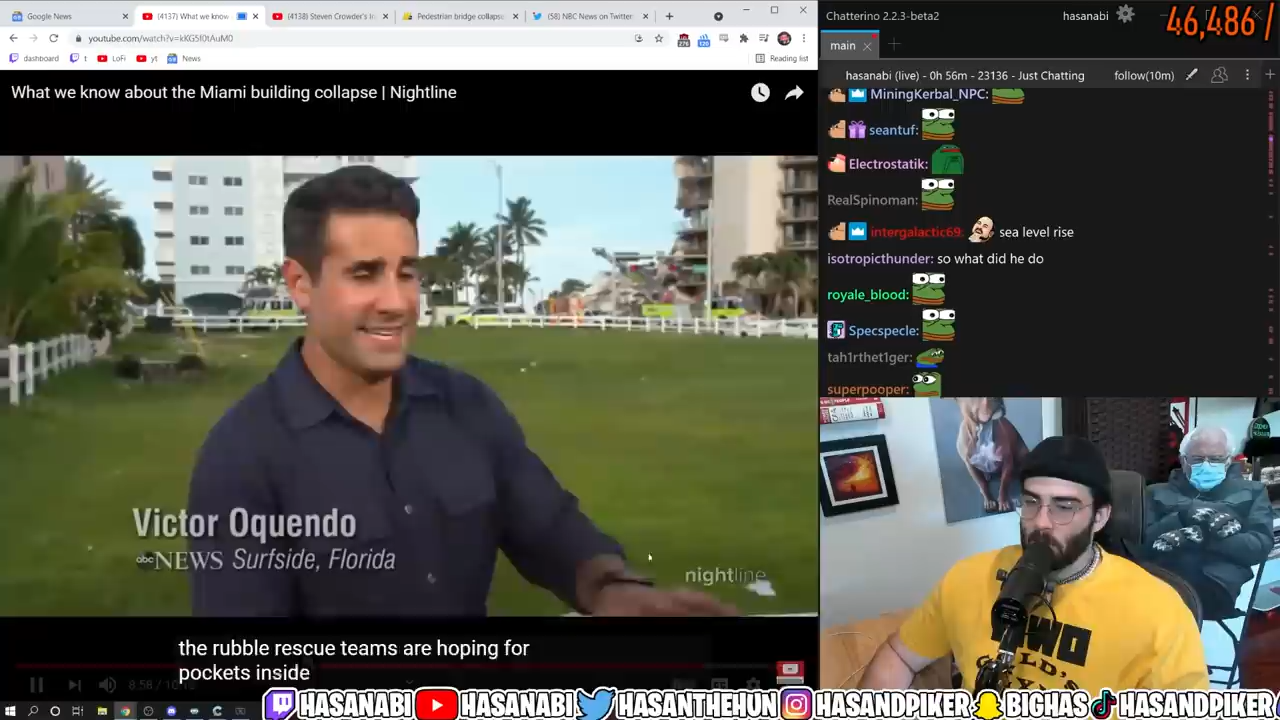 Google News
(4137) What we know
(4138) Steven Crowder's In
Pedestrian bridge collapse
(58) NBC News on Twitter
youtube.com/watch?v=kKG5f0tAuM0
dashboard
t
LoFi
yt
News
Reading list
What we know about the Miami building collapse | Nightline
Victor Oquendo
abc NEWS Surfside, Florida
nightline
the rubble rescue teams are hoping for
pockets inside
Chatterino 2.2.3-beta2
hasanabi
46,486 /
main
hasanabi (live) - 0h 56m - 23136 - Just Chatting
follow(10m)
MiningKerbal_NPC:
seantuf:
Electrostatik:
RealSpinoman:
intergalactic69: sea level rise
isotropicthunder: so what did he do
royale_blood:
Specspecle:
tah1rthet1ger:
superpooper:
HASANABI
HASANABI
HASANTHEHUN
HASANDPIKER
BIGHAS
HASANDPIKER